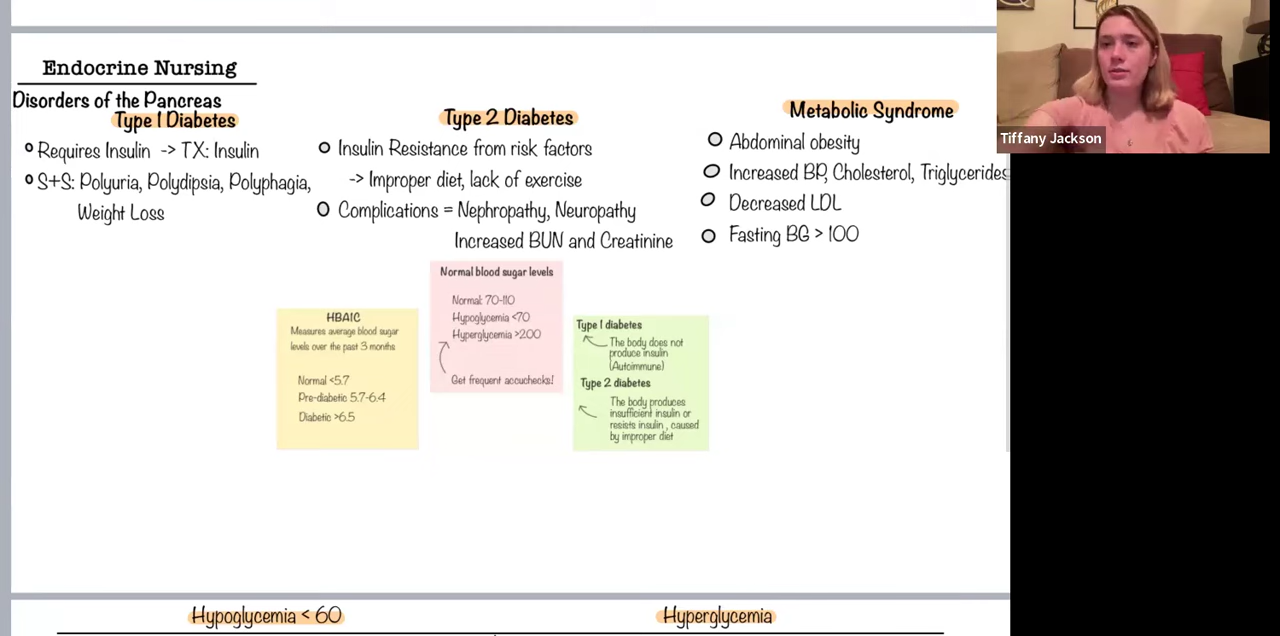 Endocrine Nursing
Disorders of the Pancreas
Type 1 Diabetes
Requires Insulin -> TX: Insulin
S+S: Polyuria, Polydipsia, Polyphagia,
Weight Loss
Type 2 Diabetes
Insulin Resistance from risk factors
-> Improper diet, lack of exercise
Complications = Nephropathy, Neuropathy
Increased BUN and Creatinine
Metabolic Syndrome
Abdominal obesity
Increased BP, Cholesterol, Triglycerides
Decreased LDL
Fasting BG > 100
HBA1C
Measures average blood sugar
levels over the past 3 months
Normal <5.7
Pre-diabetic 5.7-6.4
Diabetic >6.5
Normal blood sugar levels
Normal: 70-110
Hypoglycemia <70
Hyperglycemia >200
Get frequent accuchecks!
Type 1 diabetes
The body does not
produce insulin
(Autoimmune)
Type 2 diabetes
The body produces
insufficient insulin or
resists insulin, caused
by improper diet
Hypoglycemia < 60
Hyperglycemia
Tiffany Jackson